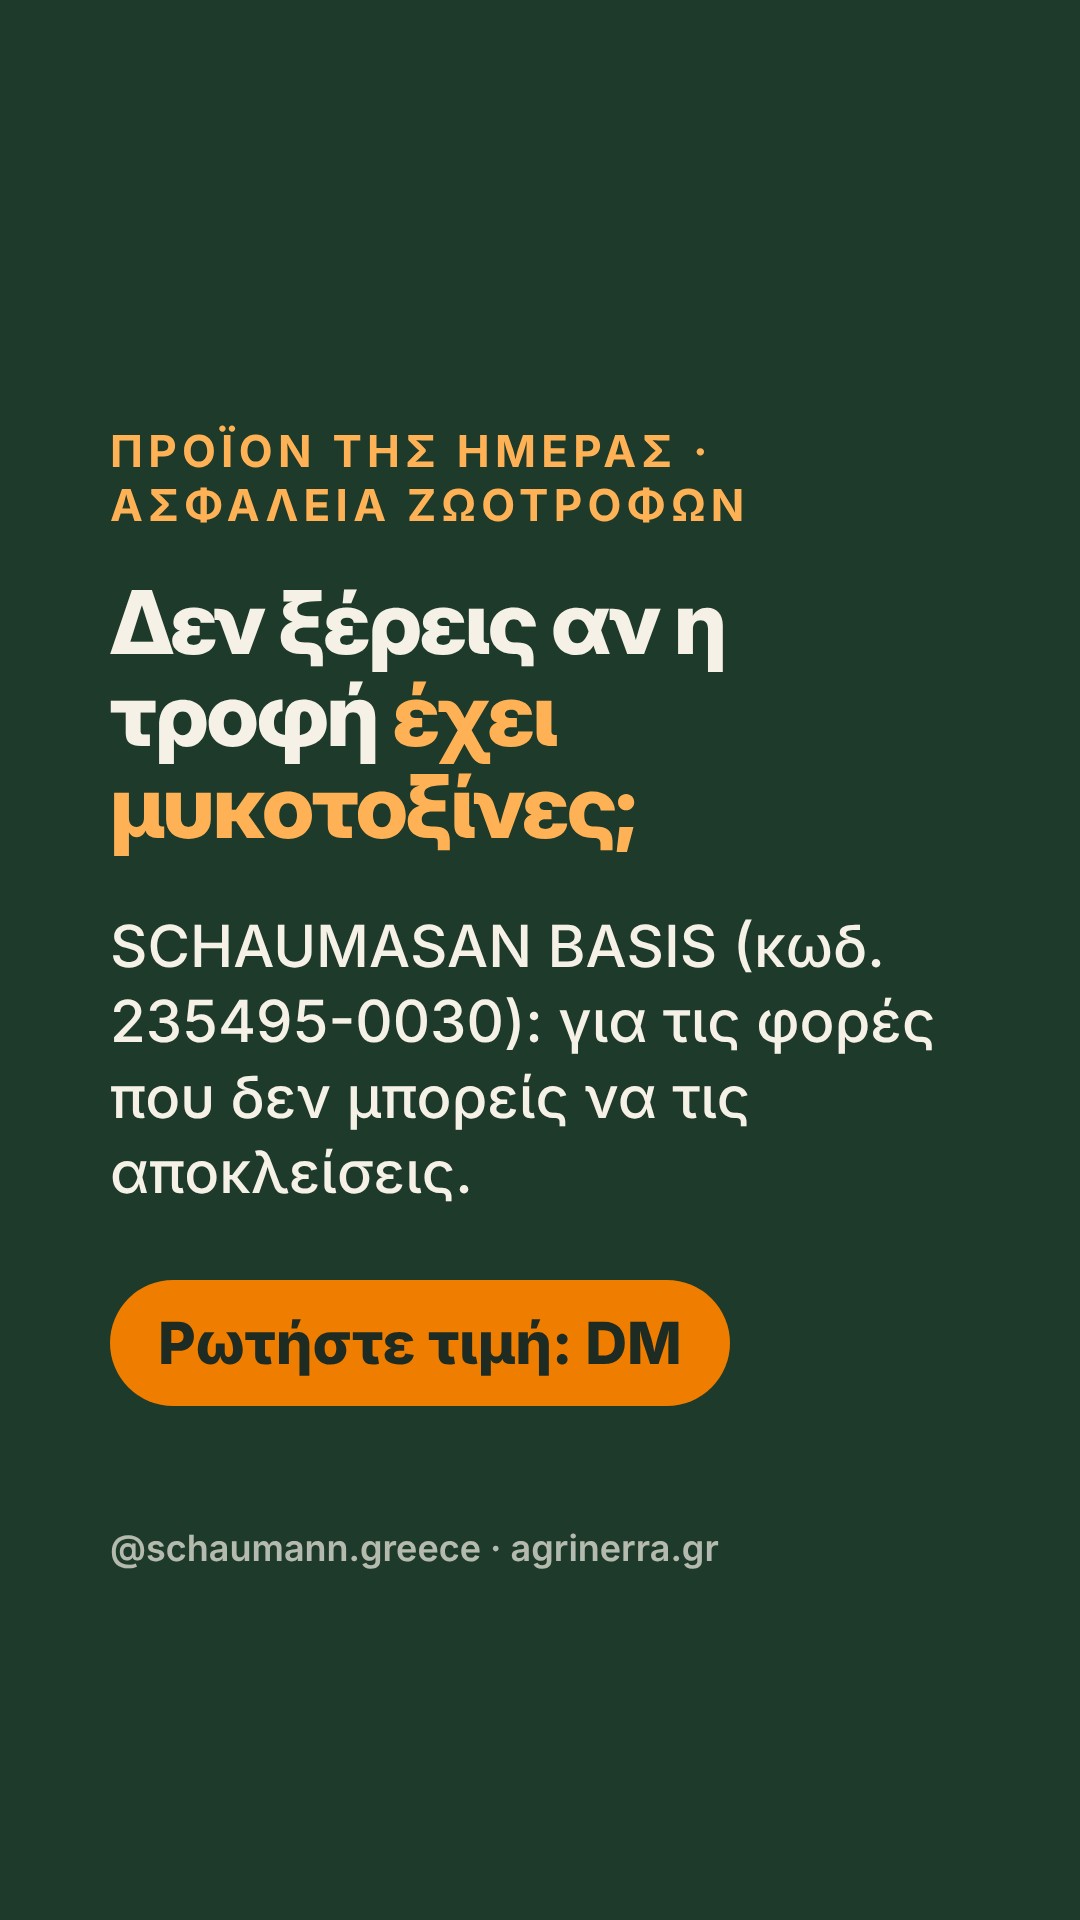 ΠΡΟΪΟΝ ΤΗΣ ΗΜΕΡΑΣ ·
ΑΣΦΑΛΕΙΑ ΖΩΟΤΡΟΦΩΝ
Δεν ξέρεις αν η
τροφή έχει
μυκοτοξίνες;
SCHAUMASAN BASIS (κωδ.
235495-0030): για τις φορές
που δεν μπορείς να τις
αποκλείσεις.
Ρωτήστε τιμή: DM
@schaumann.greece · agrinerra.gr